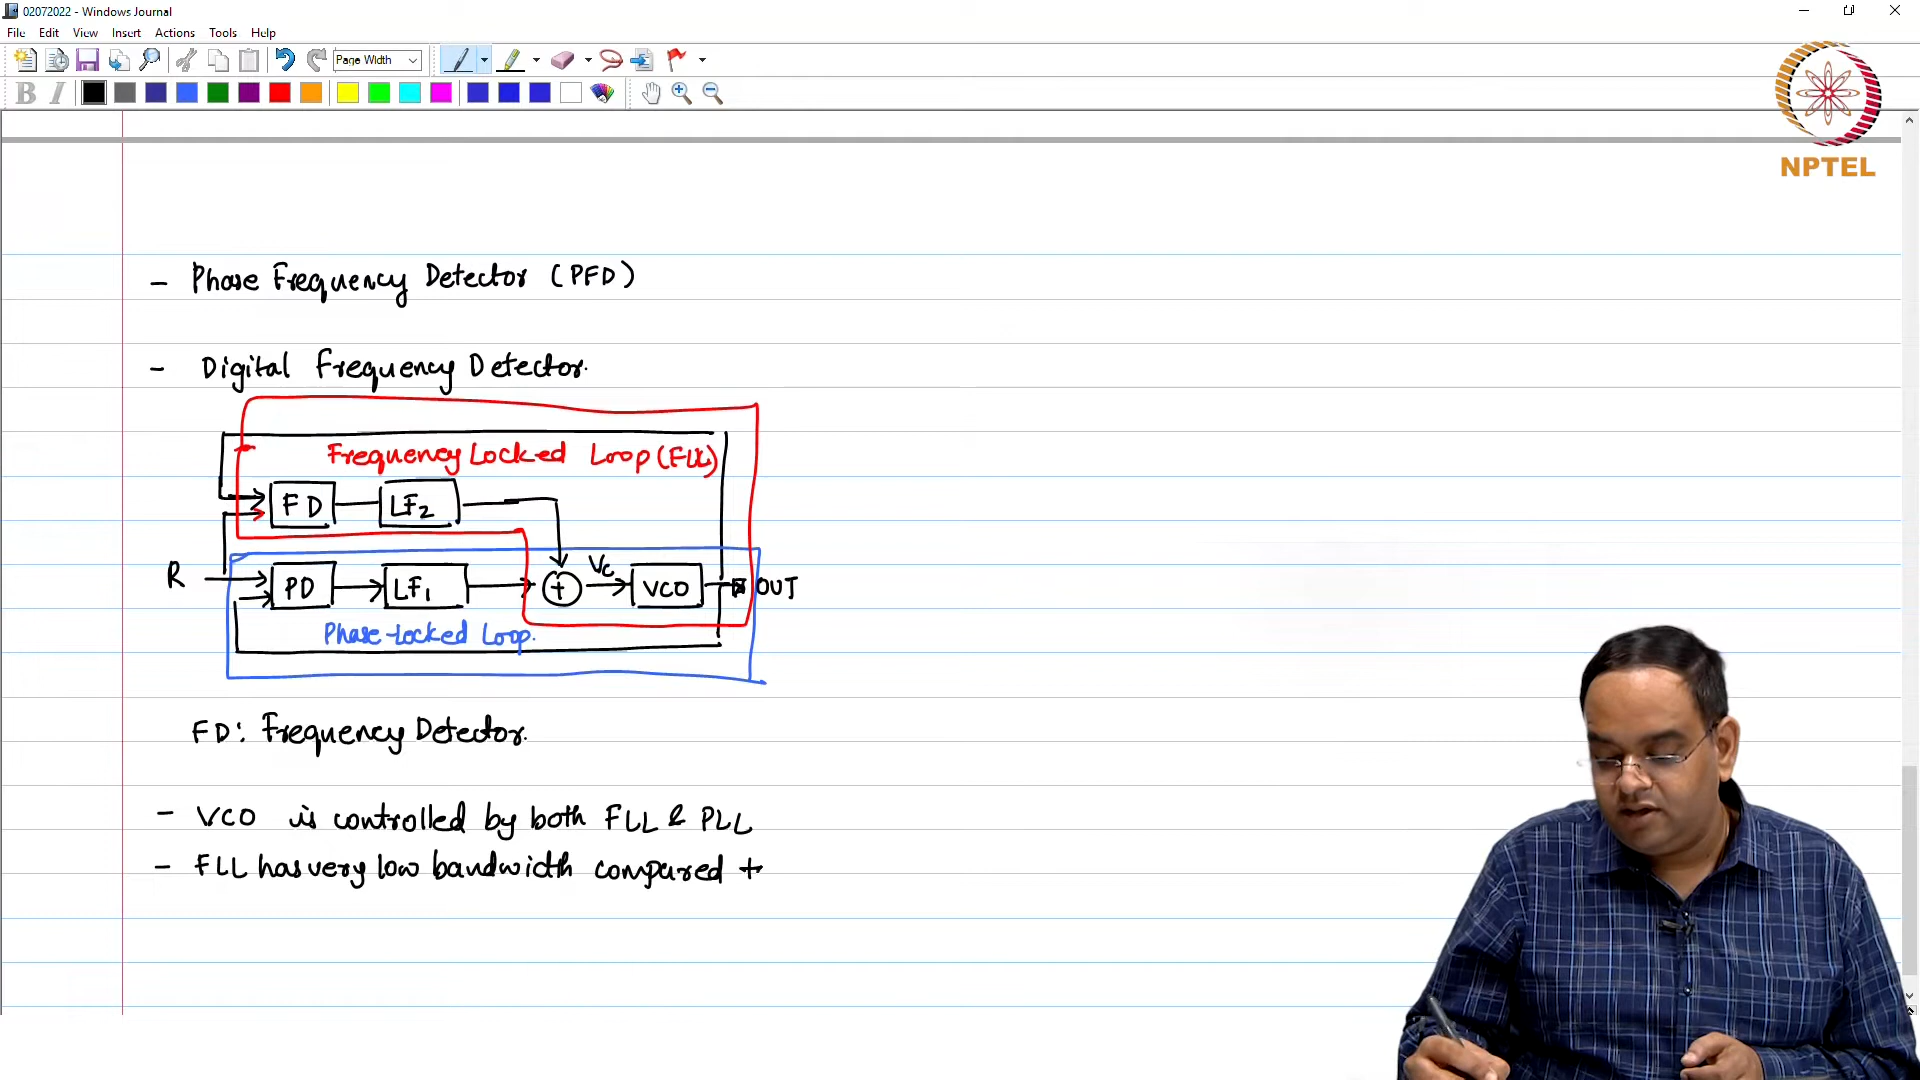 02072022 - Windows Journal
File Edit View Insert Actions Tools Help
Page Width
B I
NPTEL
- Phase Frequency Detector (PFD)
- Digital Frequency Detector.
Frequency Locked Loop (FLL)
FD LF2
R PD LF1 + Vc VCO OUT
Phase-Locked Loop.
FD: Frequency Detector.
- VCO is controlled by both FLL & PLL
- FLL has very low bandwidth compared t